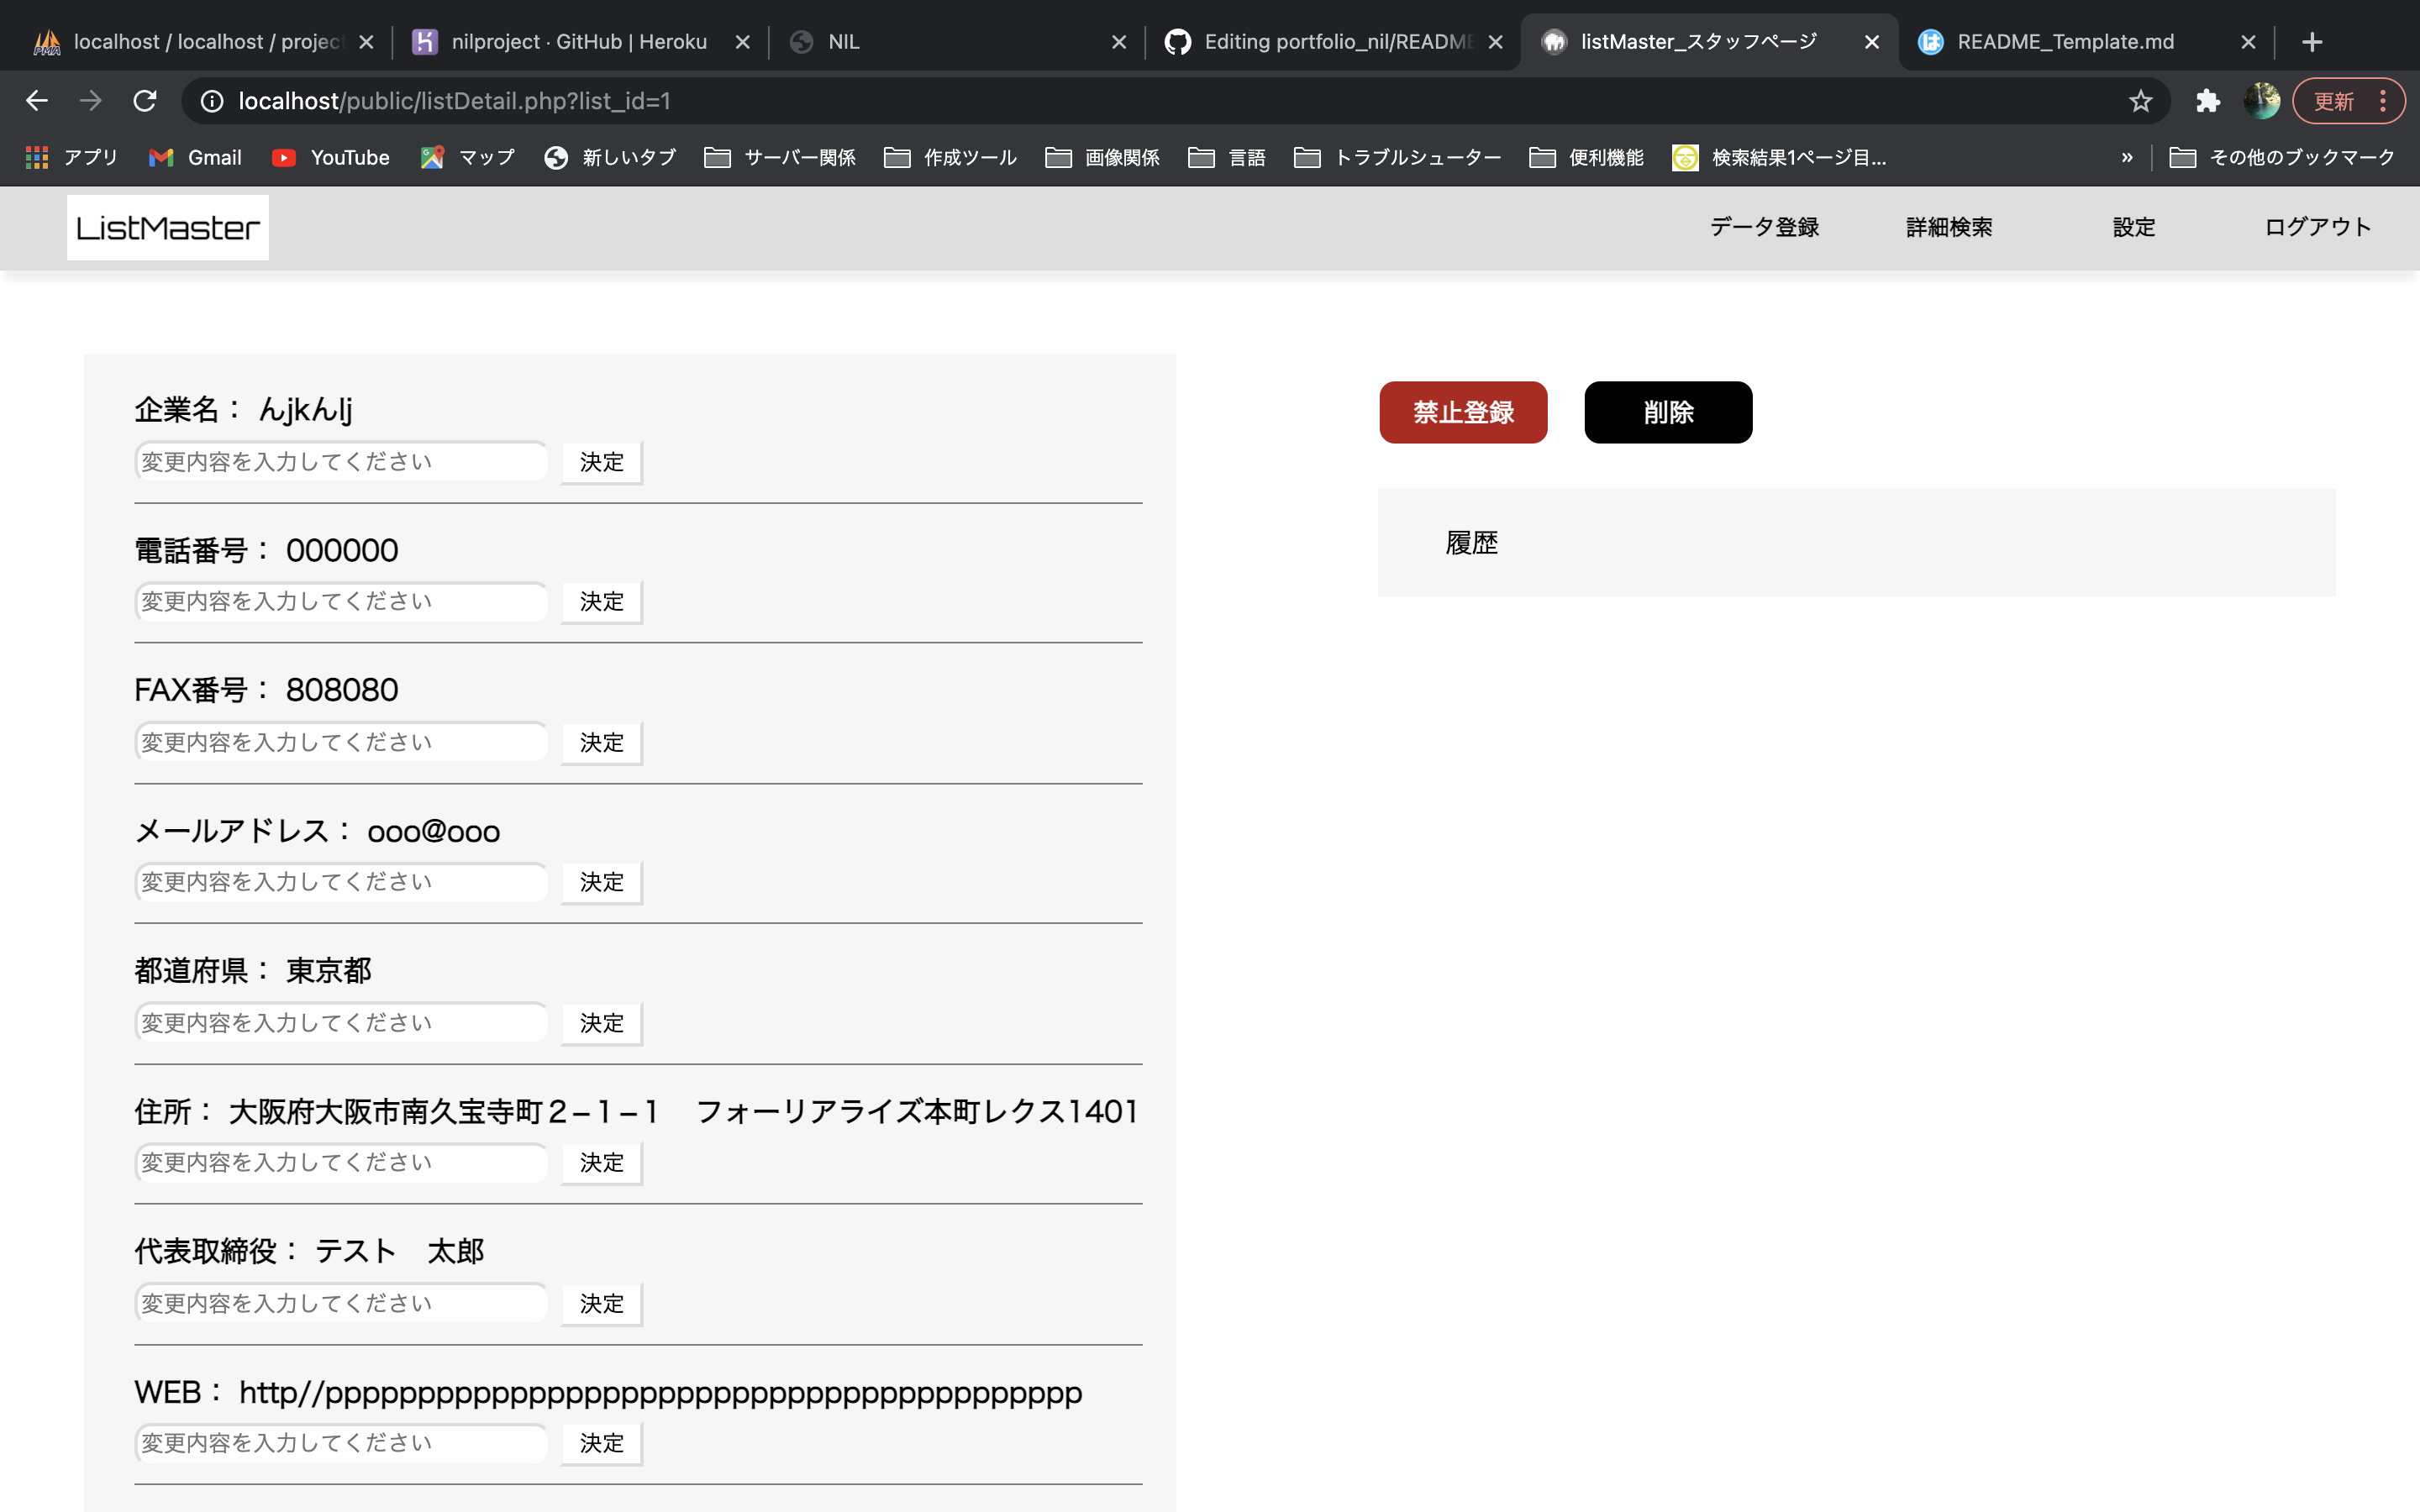 localhost / localhost / project
nilproject · GitHub | Heroku
NIL
Editing portfolio_nil/README
listMaster_スタッフページ
README_Template.md
localhost/public/listDetail.php?list_id=1
更新
アプリ
Gmail
YouTube
マップ
新しいタブ
サーバー関係
作成ツール
画像関係
言語
トラブルシューター
便利機能
検索結果1ページ目...
»
その他のブックマーク
ListMaster
データ登録
詳細検索
設定
ログアウト
企業名： んjkんlj
変更内容を入力してください 決定
電話番号： 000000
変更内容を入力してください 決定
FAX番号： 808080
変更内容を入力してください 決定
メールアドレス： ooo@ooo
変更内容を入力してください 決定
都道府県： 東京都
変更内容を入力してください 決定
住所： 大阪府大阪市南久宝寺町２−１−１　フォーリアライズ本町レクス1401
変更内容を入力してください 決定
代表取締役： テスト　太郎
変更内容を入力してください 決定
WEB： http//ppppppppppppppppppppppppppppppppppppppppp
変更内容を入力してください 決定
禁止登録
削除
履歴